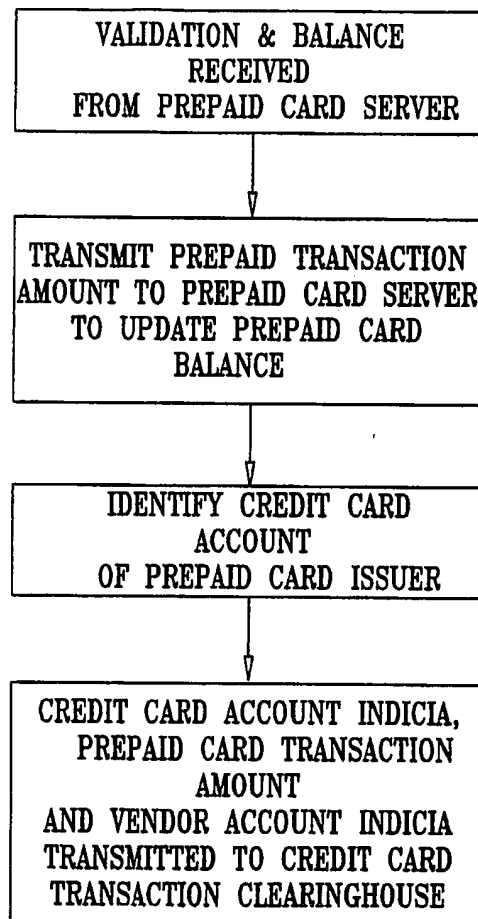 VALIDATION & BALANCE
RECEIVED
FROM PREPAID CARD SERVER
TRANSMIT PREPAID TRANSACTION
AMOUNT TO PREPAID CARD SERVER
TO UPDATE PREPAID CARD
BALANCE
IDENTIFY CREDIT CARD
ACCOUNT
OF PREPAID CARD ISSUER
CREDIT CARD ACCOUNT INDICIA,
PREPAID CARD TRANSACTION
AMOUNT
AND VENDOR ACCOUNT INDICIA
TRANSMITTED TO CREDIT CARD
TRANSACTION CLEARINGHOUSE